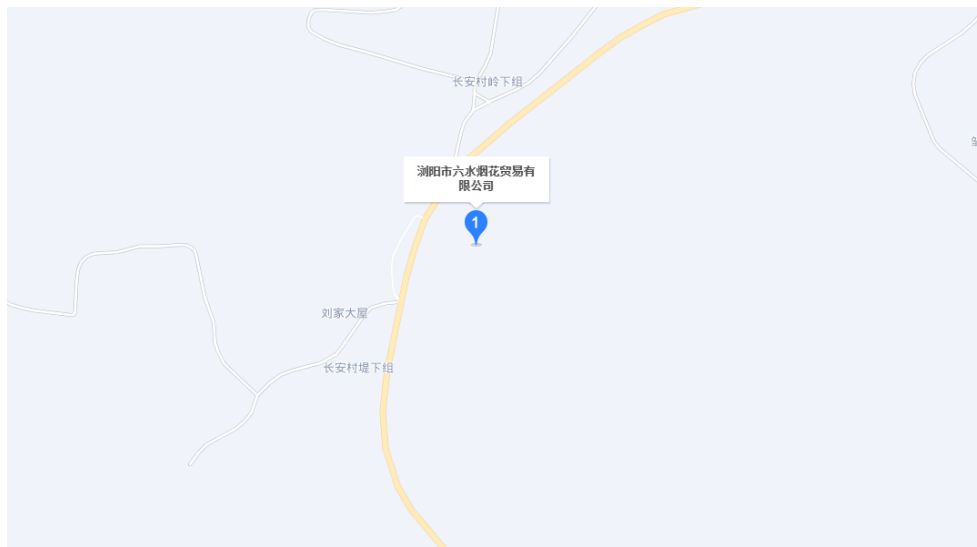 长安村岭下组
浏阳市六水烟花贸易有
限公司
1
刘家大屋
长安村堤下组